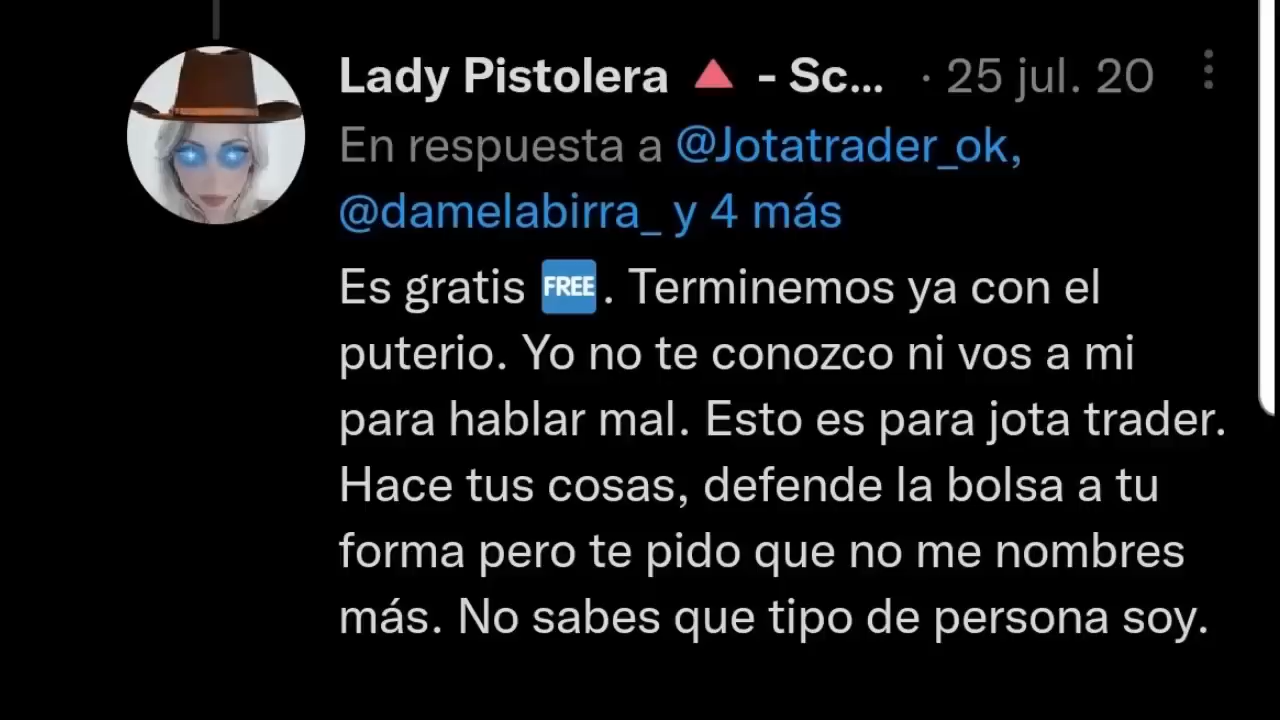 Lady Pistolera 🔺 - Sc... · 25 jul. 20
En respuesta a @Jotatrader_ok,
@damelabirra_ y 4 más
Es gratis 🆓. Terminemos ya con el
puterio. Yo no te conozco ni vos a mi
para hablar mal. Esto es para jota trader.
Hace tus cosas, defende la bolsa a tu
forma pero te pido que no me nombres
más. No sabes que tipo de persona soy.